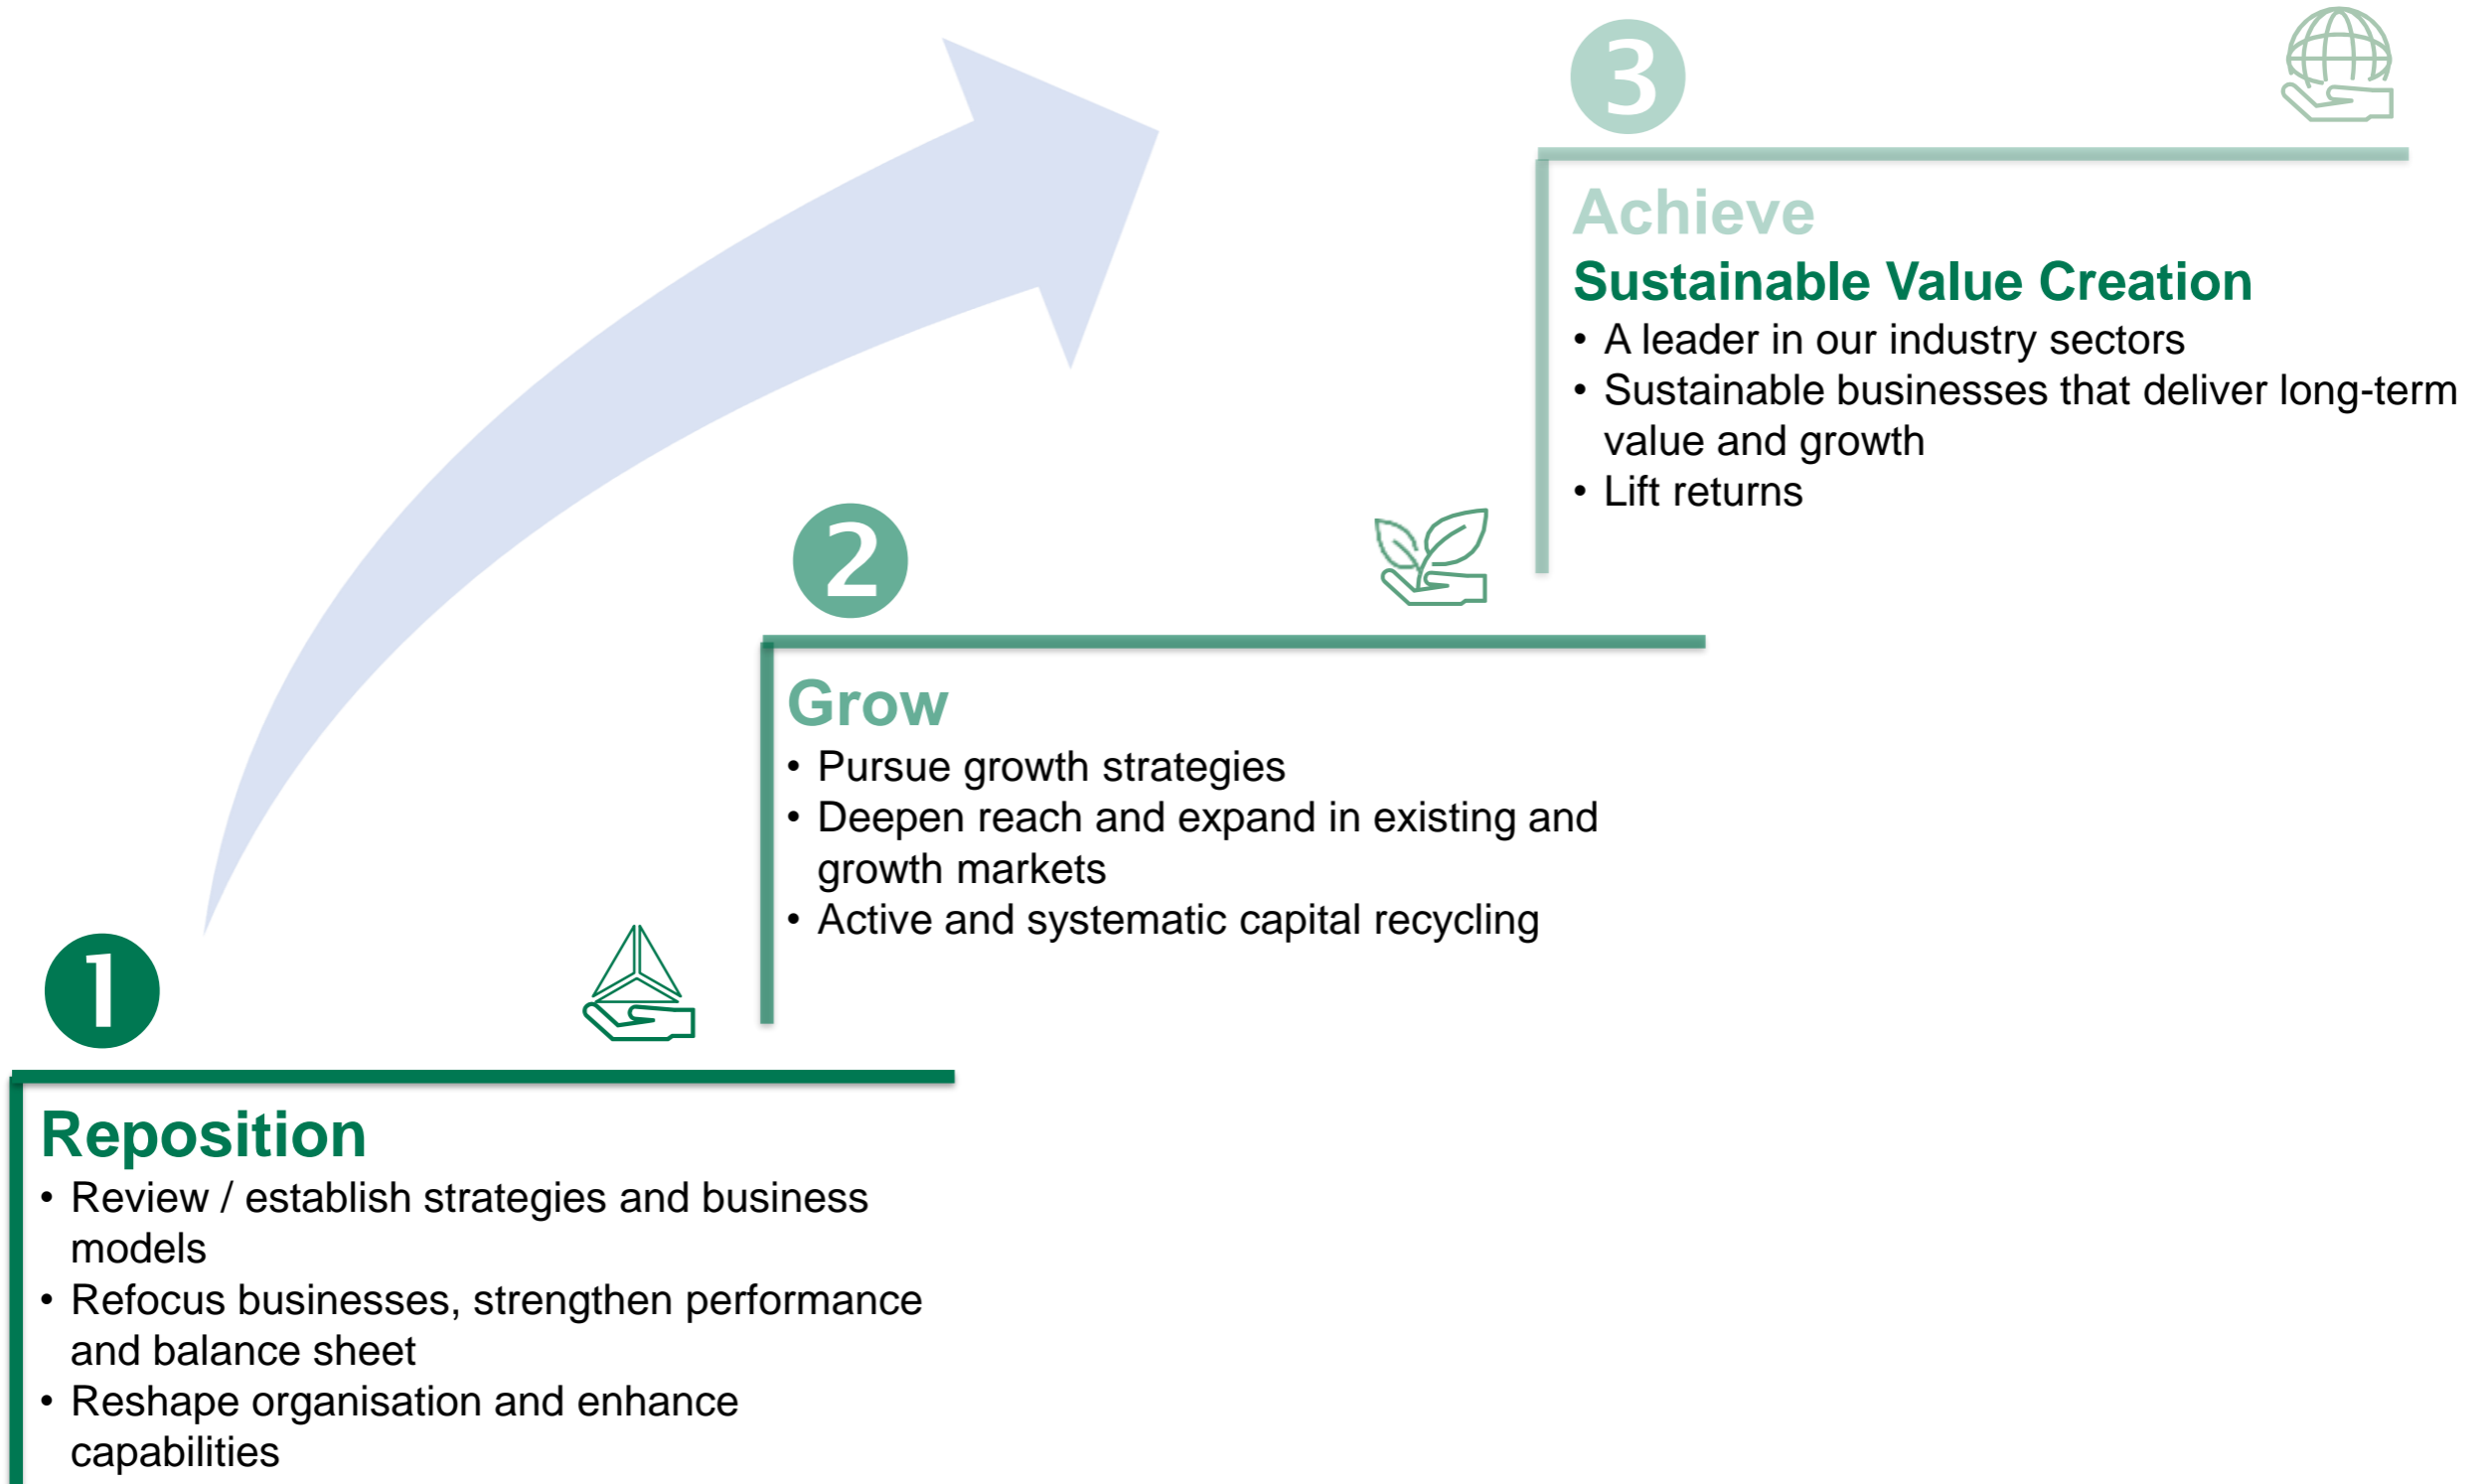 3
Achieve
Sustainable Value Creation
• A leader in our industry sectors
• Sustainable businesses that deliver long-term
value and growth
• Lift returns
2
Grow
• Pursue growth strategies
• Deepen reach and expand in existing and
growth markets
• Active and systematic capital recycling
1
Reposition
• Review / establish strategies and business
models
• Refocus businesses, strengthen performance
and balance sheet
• Reshape organisation and enhance
capabilities